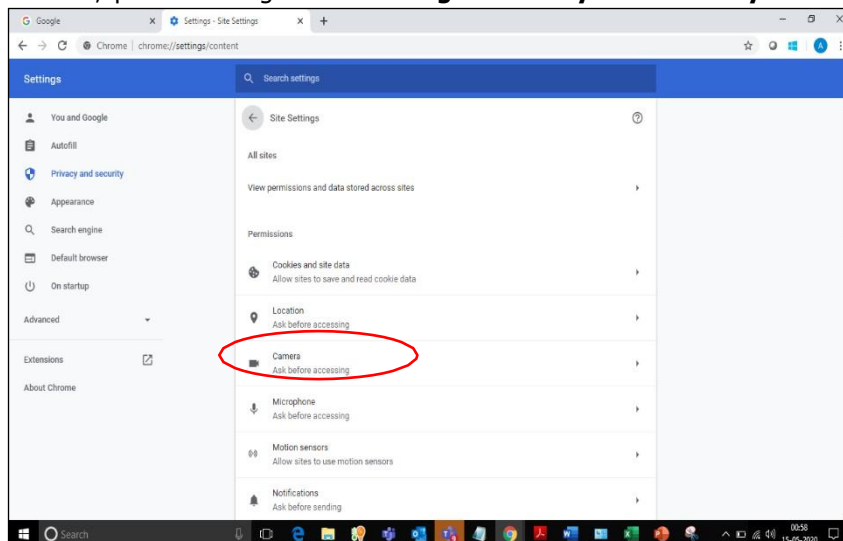 Google
Settings - Site Settings
Chrome | chrome://settings/content
A
Settings
Search settings
You and Google
Autofill
Privacy and security
Appearance
Search engine
Default browser
On startup
Advanced
Extensions
About Chrome
Site Settings
All sites
View permissions and data stored across sites
Permissions
Cookies and site data
Allow sites to save and read cookie data
Location
Ask before accessing
Camera
Ask before accessing
Microphone
Ask before accessing
Motion sensors
Allow sites to use motion sensors
Notifications
Ask before sending
Search
00:58
15-05-2020